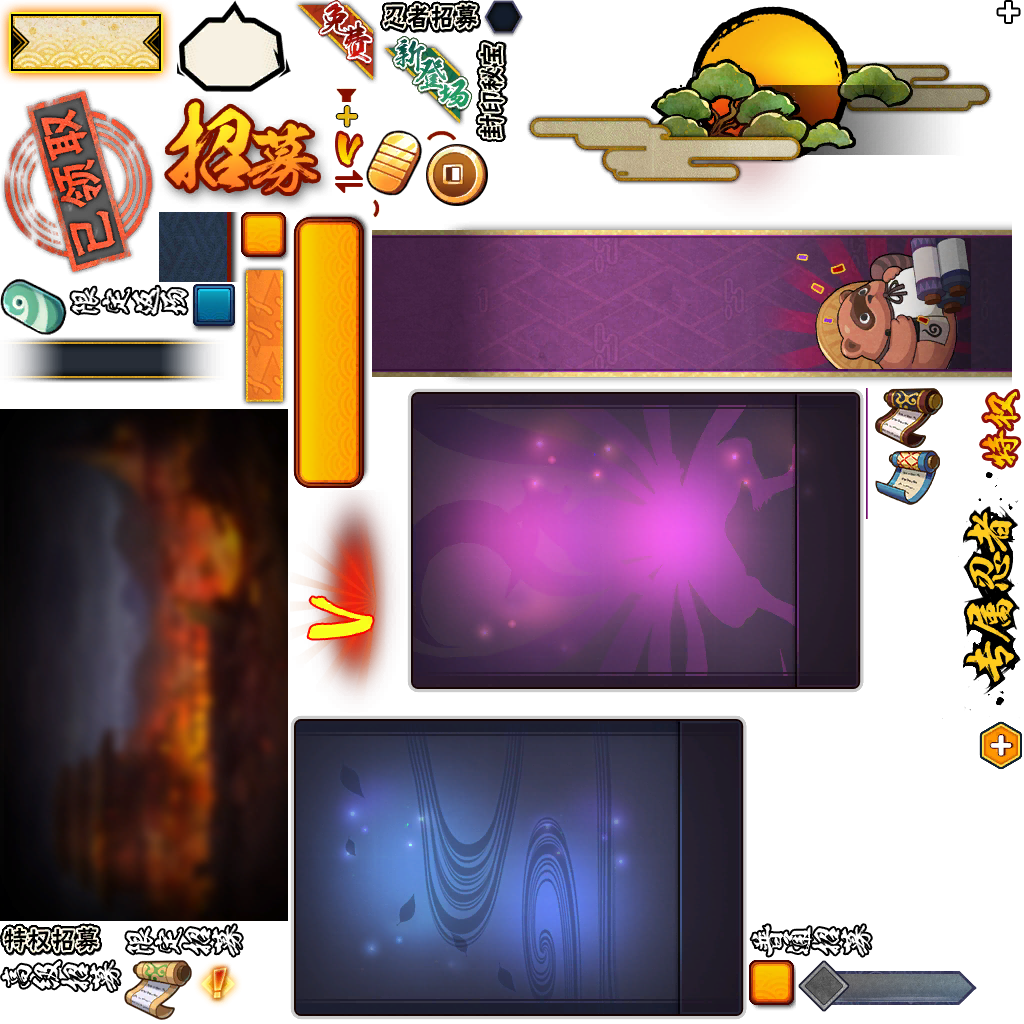 免费
忍者招募
新登场
封印秘宝
已领取
招募
限定返场
特权
专属忍者
特权招募
限定招募
高级招募
普通招募